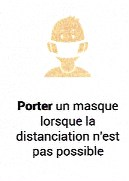 Porter un masque
lorsque la
distanciation n'est
pas possible